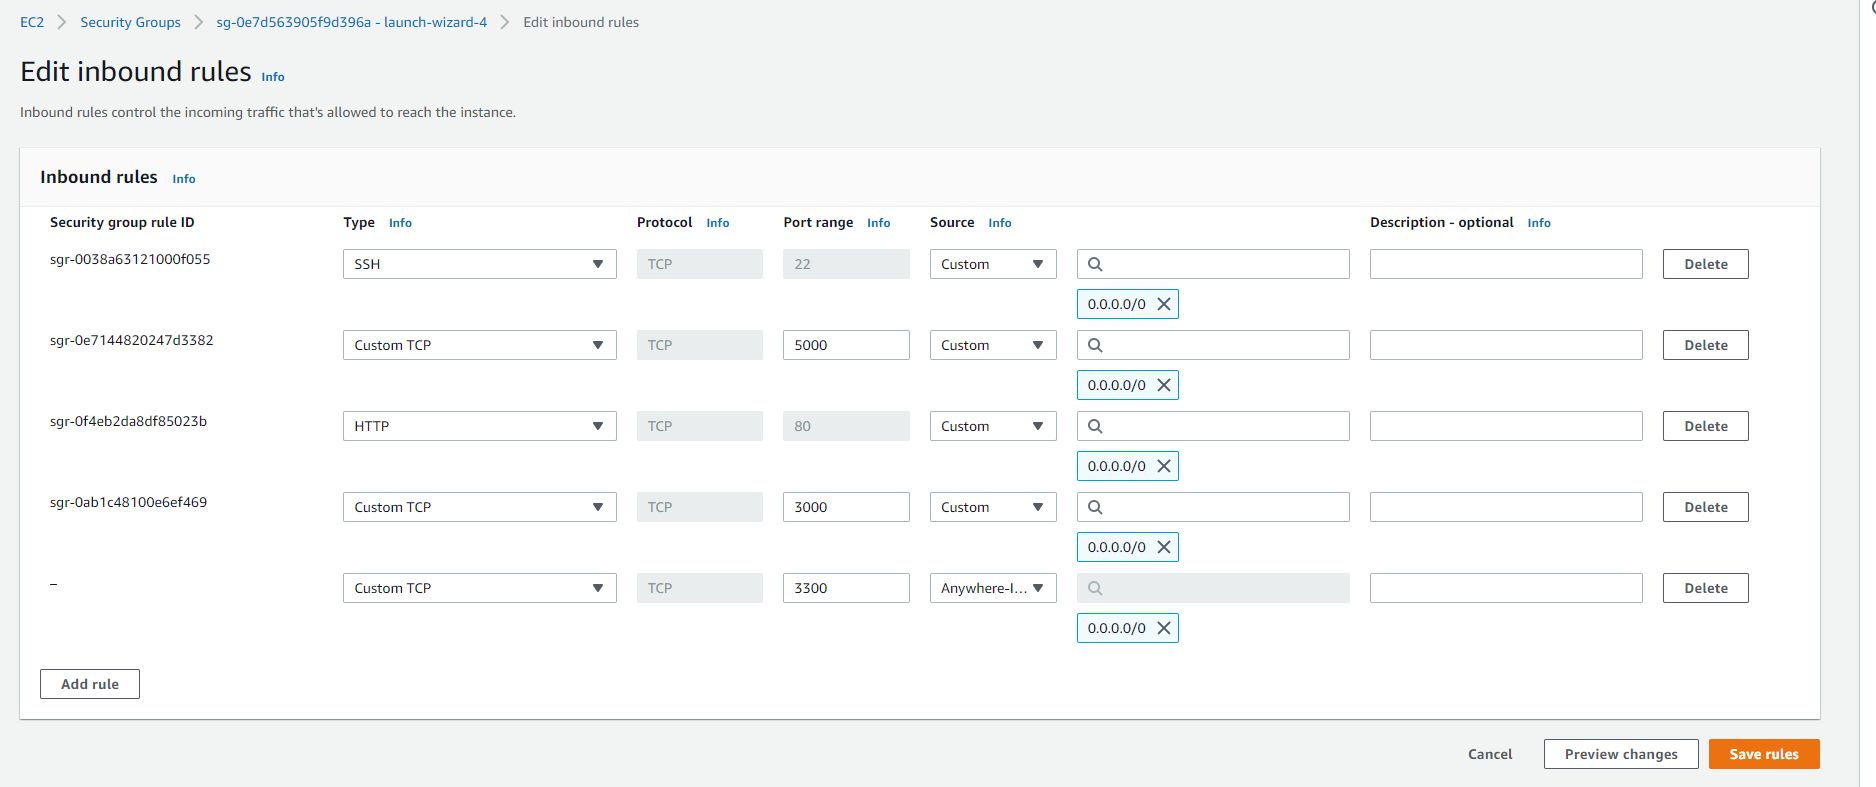 EC2 > Security Groups > sg-0e7d563905f9d396a - launch-wizard-4 > Edit inbound rules
Edit inbound rules Info
Inbound rules control the incoming traffic that's allowed to reach the instance.
Inbound rules Info
Security group rule ID Type Info Protocol Info Port range Info Source Info Description - optional Info
sgr-0038a63121000f055 SSH TCP 22 Custom Delete
0.0.0.0/0
sgr-0e7144820247d3382 Custom TCP TCP 5000 Custom Delete
0.0.0.0/0
sgr-0f4eb2da8df85023b HTTP TCP 80 Custom Delete
0.0.0.0/0
sgr-0ab1c48100e6ef469 Custom TCP TCP 3000 Custom Delete
0.0.0.0/0
– Custom TCP TCP 3300 Anywhere-I... Delete
0.0.0.0/0
Add rule
Cancel Preview changes Save rules